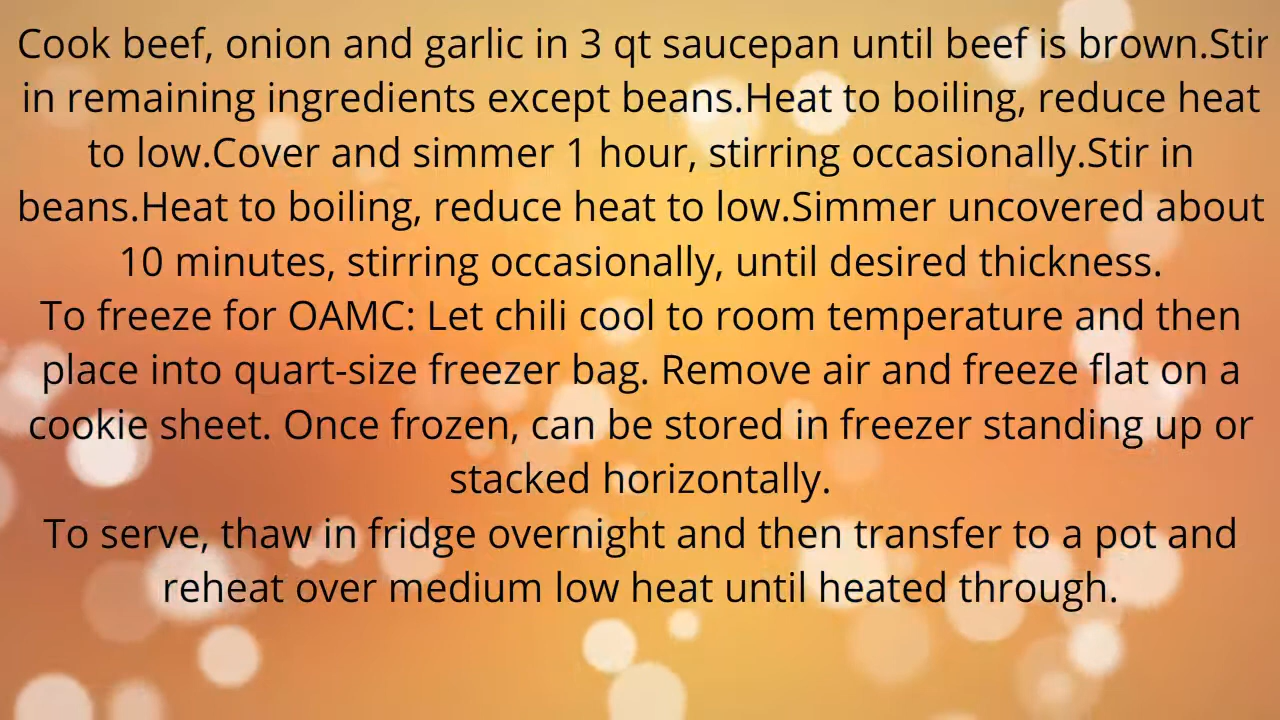 Cook beef, onion and garlic in 3 qt saucepan until beef is brown.Stir
in remaining ingredients except beans.Heat to boiling, reduce heat
to low.Cover and simmer 1 hour, stirring occasionally.Stir in
beans.Heat to boiling, reduce heat to low.Simmer uncovered about
10 minutes, stirring occasionally, until desired thickness.
To freeze for OAMC: Let chili cool to room temperature and then
place into quart-size freezer bag. Remove air and freeze flat on a
cookie sheet. Once frozen, can be stored in freezer standing up or
stacked horizontally.
To serve, thaw in fridge overnight and then transfer to a pot and
reheat over medium low heat until heated through.